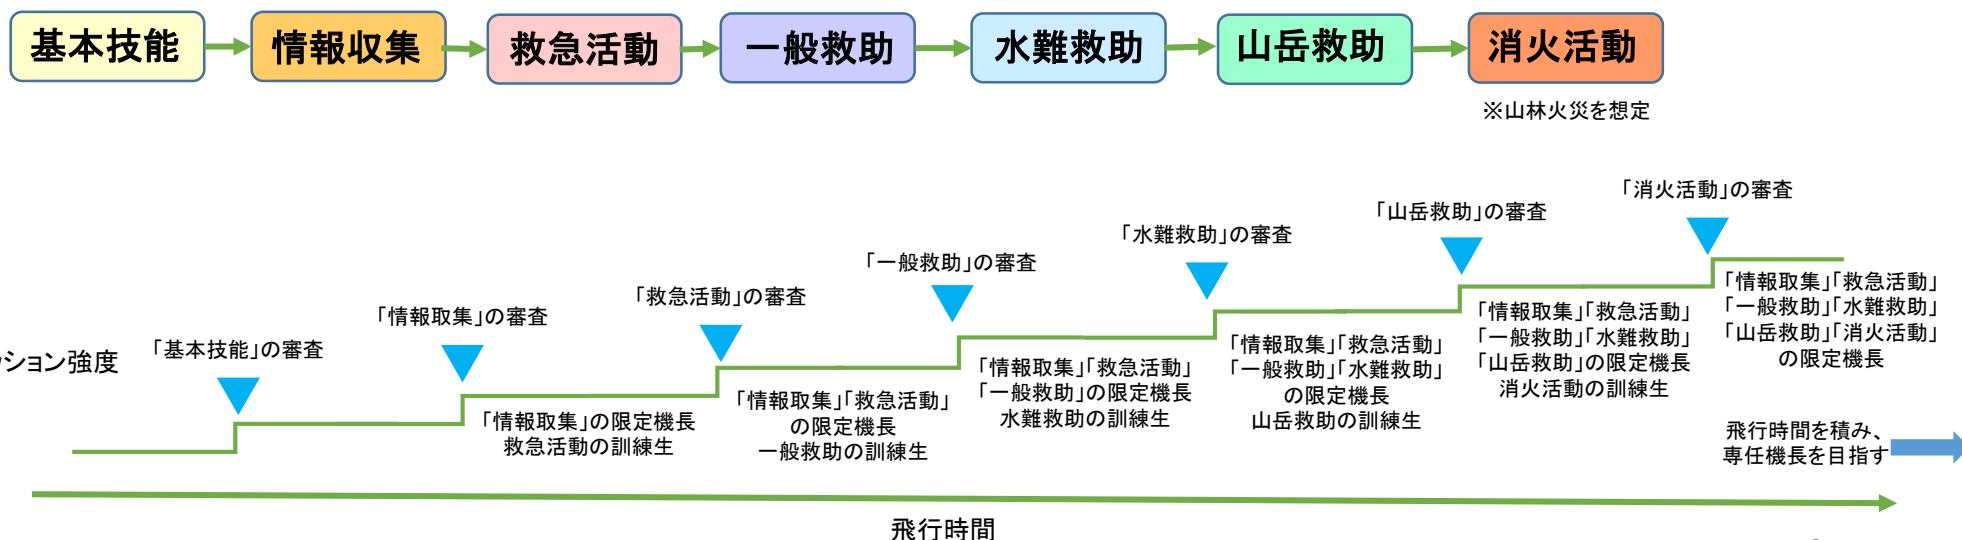 基本技能
情報収集
救急活動
一般救助
水難救助
山岳救助
消火活動
※山林火災を想定
「消火活動」の審査
「山岳救助」の審査
「水難救助」の審査
「一般救助」の審査
「救急活動」の審査
「情報収集」の審査
「基本技能」の審査
ッション強度
「情報収集」の限定機長
救急活動の訓練生
「情報収集」「救急活動」
の限定機長
一般救助の訓練生
「情報収集」「救急活動」
「一般救助」の限定機長
水難救助の訓練生
「情報収集」「救急活動」
「一般救助」「水難救助」
の限定機長
山岳救助の訓練生
「情報収集」「救急活動」
「一般救助」「水難救助」
「山岳救助」の限定機長
消火活動の訓練生
「情報収集」「救急活動」
「一般救助」「水難救助」
「山岳救助」「消火活動」
の限定機長
飛行時間を積み、
専任機長を目指す
飛行時間